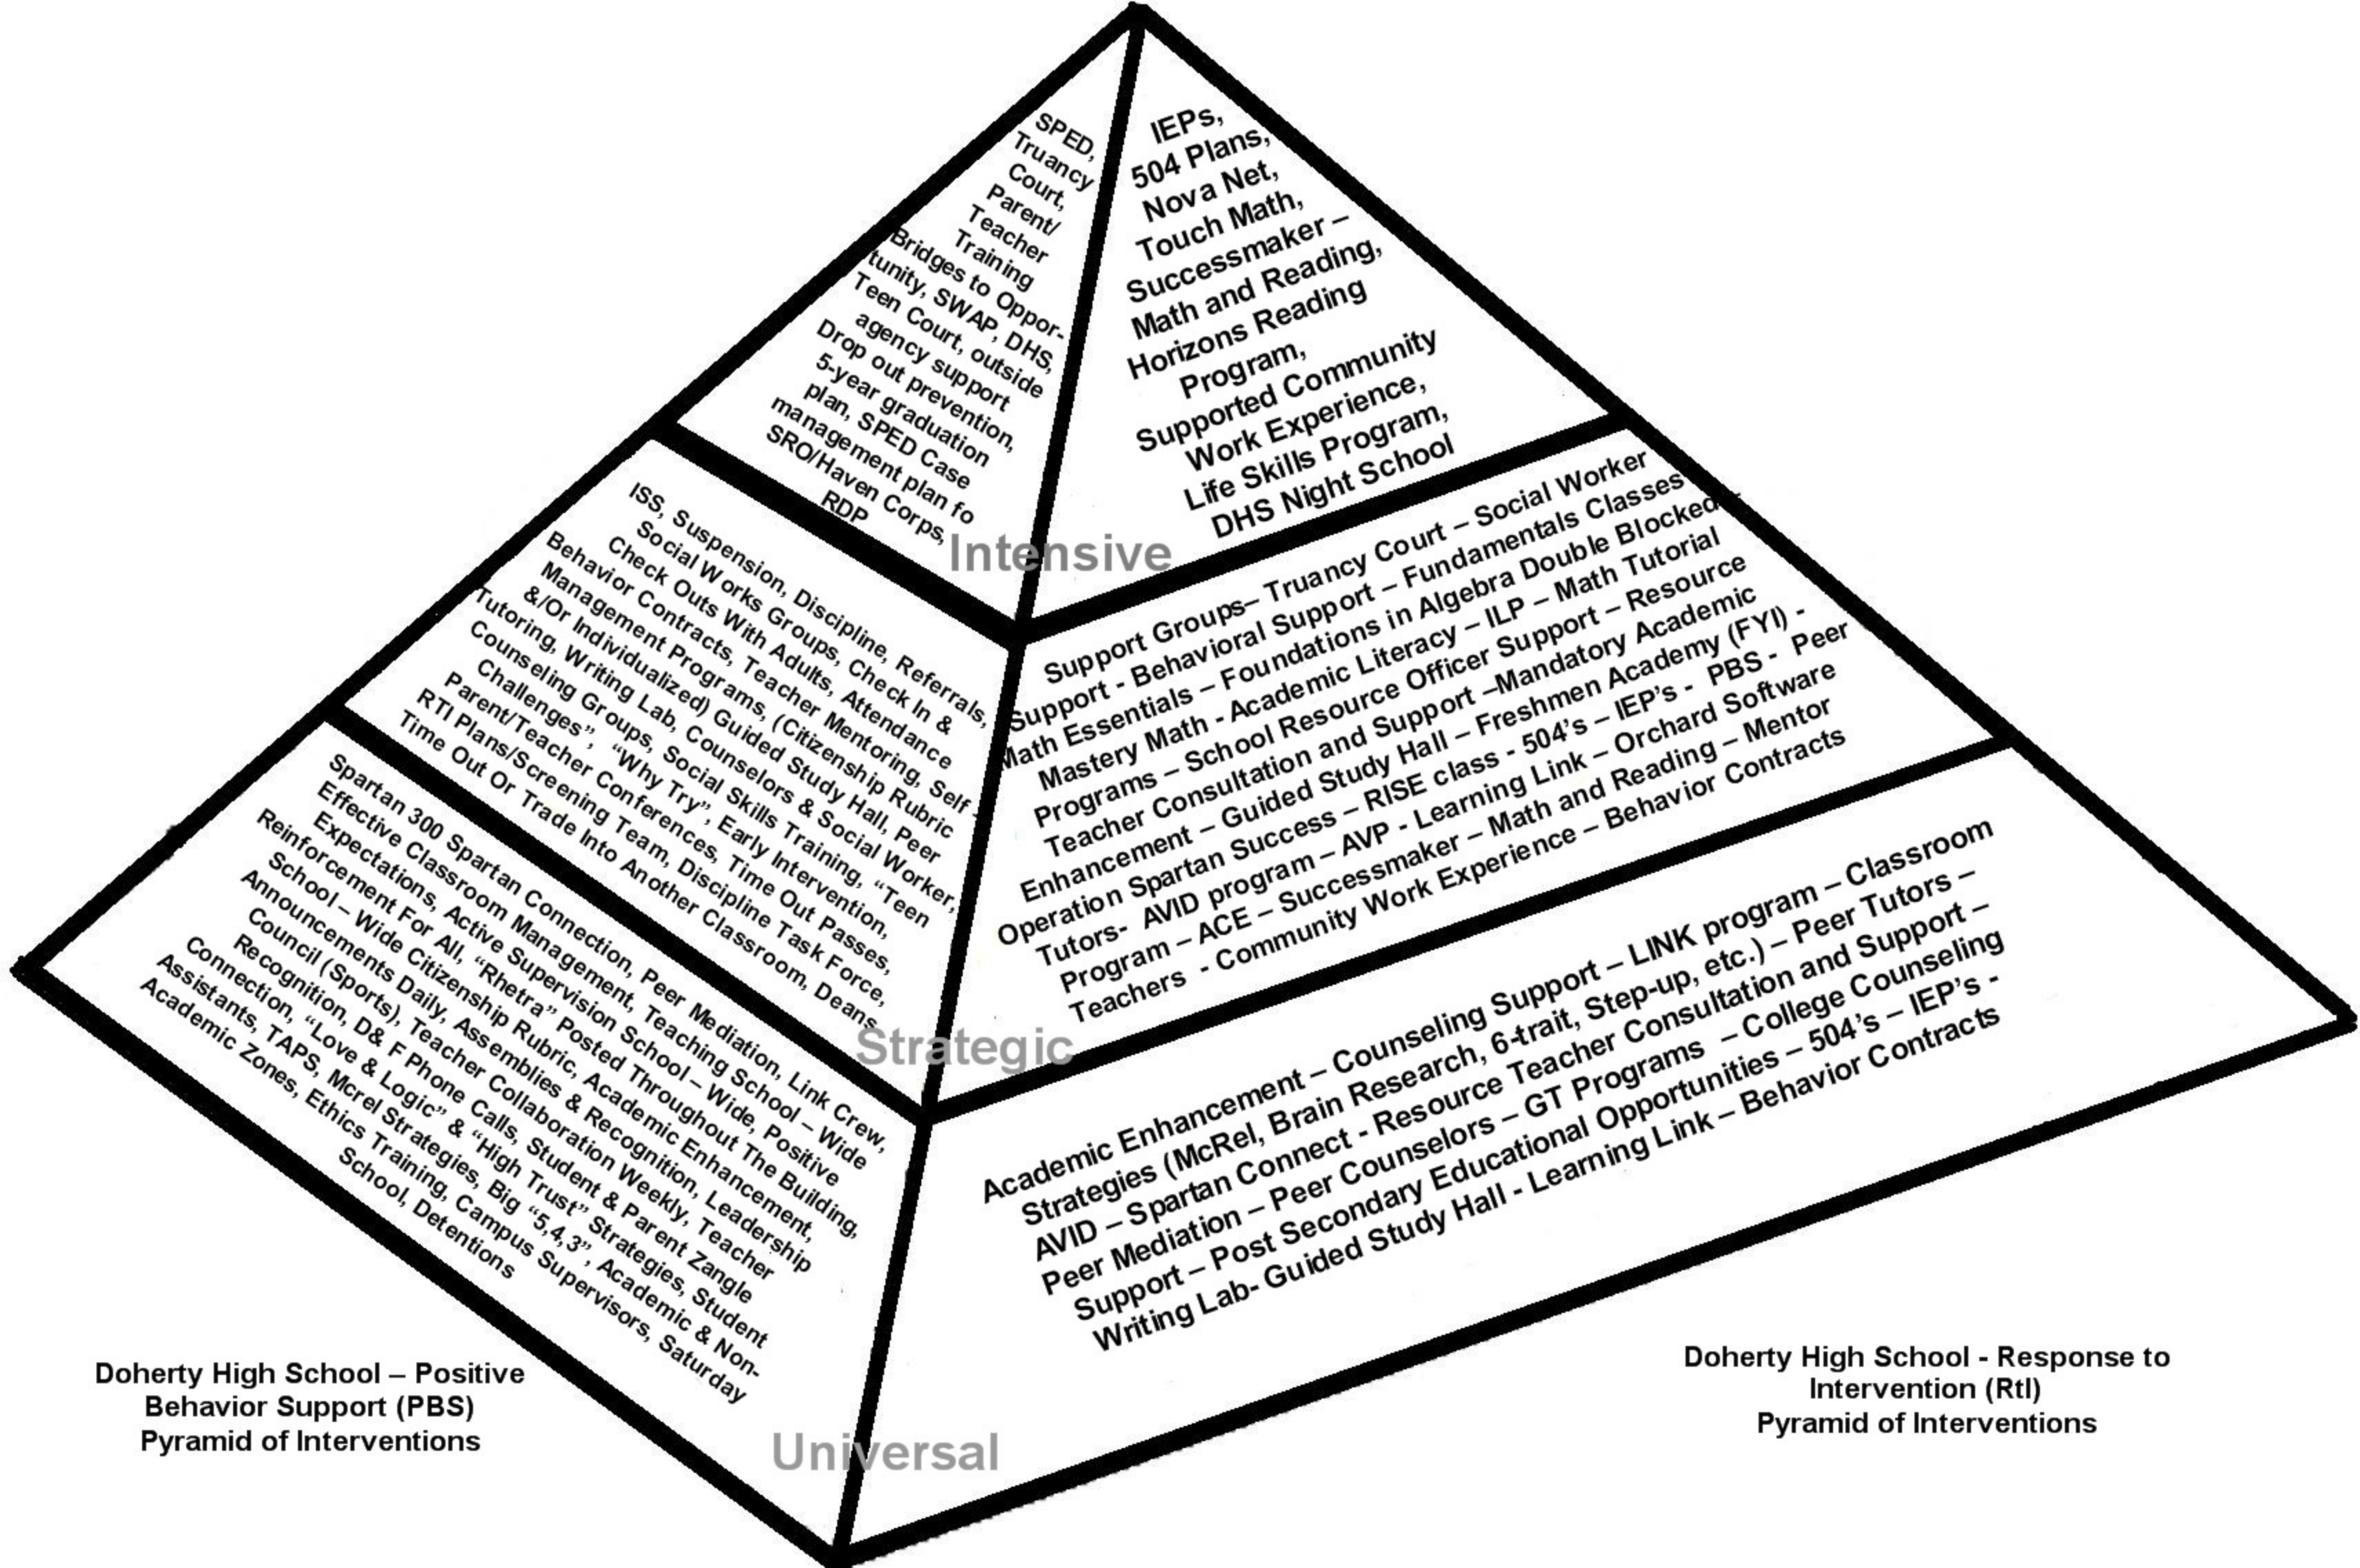 SPED,
Truancy
Court,
Parent/
Teacher
Training
Bridges to Oppor-
tunity, SWAP, DHS,
Teen Court, outside
agency support
Drop out prevention,
5-year graduation
plan, SPED Case
management plan fo
SRO/Haven Corps,
RDP
IEPs,
504 Plans,
Nova Net,
Touch Math,
Successmaker –
Math and Reading,
Horizons Reading
Program,
Supported Community
Work Experience,
Life Skills Program,
DHS Night School
Intensive
ISS, Suspension, Discipline, Referrals,
Social Works Groups, Check In &
Check Outs With Adults, Attendance
Behavior Contracts, Teacher Mentoring, Self -
Management Programs, (Citizenship Rubric
&/Or Individualized) Guided Study Hall, Peer
Tutoring, Writing Lab, Counselors & Social Worker,
Counseling Groups, Social Skills Training, “Teen
Challenges”, “Why Try”, Early Intervention,
Parent/Teacher Conferences, Time Out Passes,
RTI Plans/Screening Team, Discipline Task Force,
Time Out Or Trade Into Another Classroom, Deans
Support Groups– Truancy Court – Social Worker
Support - Behavioral Support – Fundamentals Classes
Math Essentials – Foundations in Algebra Double Blocked -
Mastery Math - Academic Literacy – ILP – Math Tutorial
Programs – School Resource Officer Support – Resource
Teacher Consultation and Support –Mandatory Academic
Enhancement – Guided Study Hall – Freshmen Academy (FYI) -
Operation Spartan Success – RISE class - 504’s – IEP’s - PBS - Peer
Tutors- AVID program – AVP - Learning Link – Orchard Software
Program – ACE – Successmaker – Math and Reading – Mentor
Teachers - Community Work Experience – Behavior Contracts
Strategic
Spartan 300 Spartan Connection, Peer Mediation, Link Crew,
Effective Classroom Management, Teaching School – Wide
Expectations, Active Supervision School – Wide, Positive
Reinforcement For All, “Rhetra” Posted Throughout The Building,
School – Wide Citizenship Rubric, Academic Enhancement,
Announcements Daily, Assemblies & Recognition, Leadership
Council (Sports), Teacher Collaboration Weekly, Teacher
Recognition, D& F Phone Calls, Student & Parent Zangle
Connection, “Love & Logic” & “High Trust” Strategies, Student
Assistants, TAPS, Mcrel Strategies, Big “5,4,3”, Academic & Non-
Academic Zones, Ethics Training, Campus Supervisors, Saturday
School, Detentions
Academic Enhancement – Counseling Support – LINK program – Classroom
Strategies (McRel, Brain Research, 6-trait, Step-up, etc.) – Peer Tutors –
AVID – Spartan Connect - Resource Teacher Consultation and Support –
Peer Mediation – Peer Counselors – GT Programs – College Counseling
Support – Post Secondary Educational Opportunities – 504’s – IEP’s -
Writing Lab- Guided Study Hall - Learning Link – Behavior Contracts
Universal
Doherty High School – Positive
Behavior Support (PBS)
Pyramid of Interventions
Doherty High School - Response to
Intervention (RtI)
Pyramid of Interventions